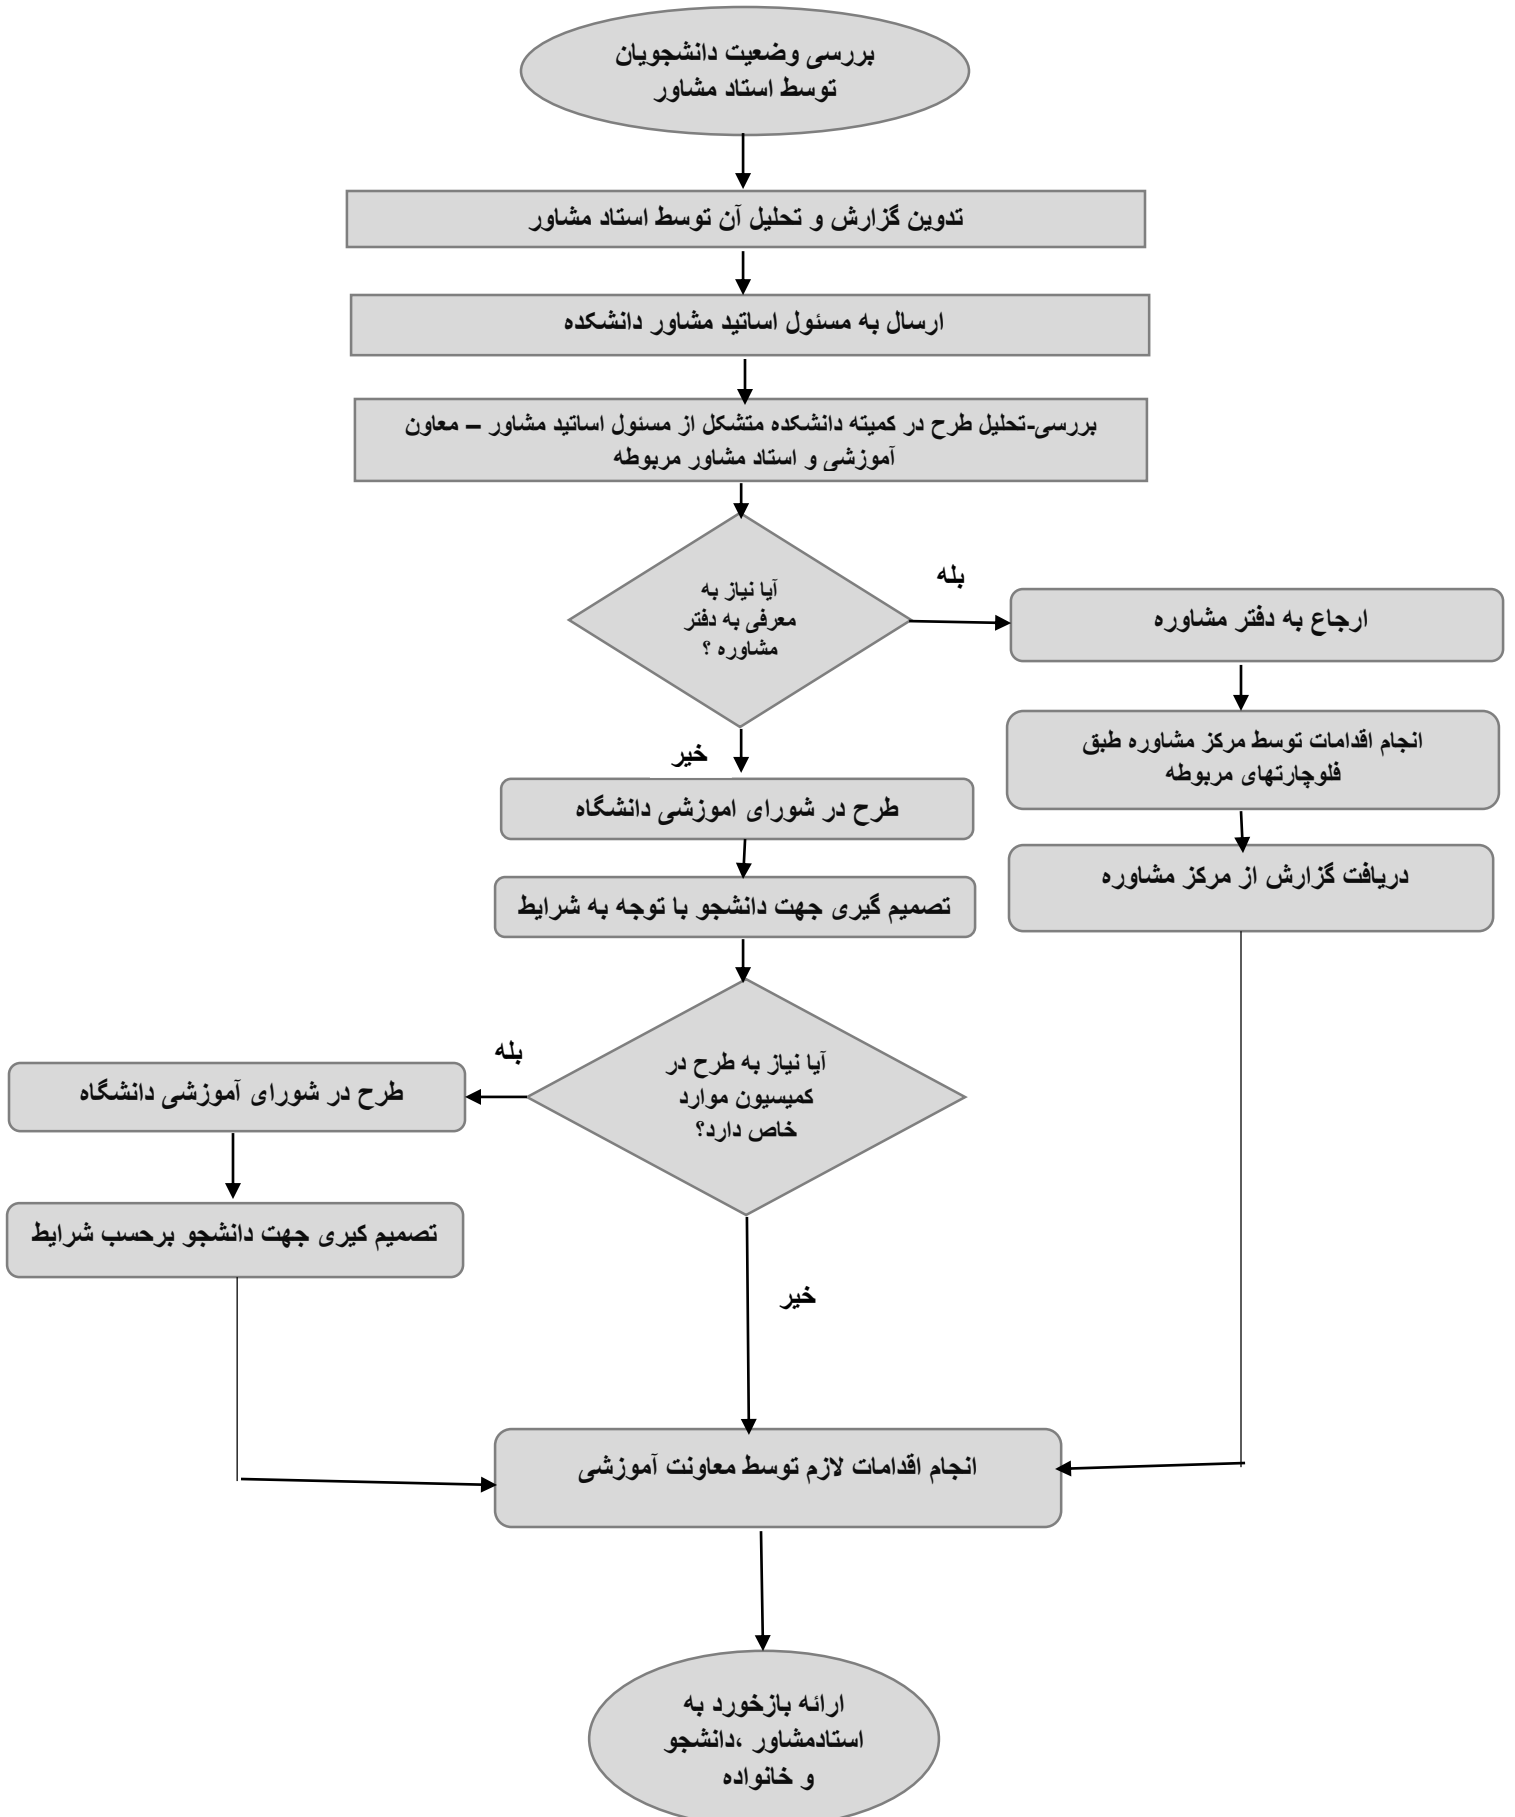 بررسی وضعیت دانشجویان
توسط استاد مشاور
تدوین گزارش و تحلیل آن توسط استاد مشاور
ارسال به مسئول اساتید مشاور دانشکده
بررسی-تحلیل طرح در کمیته دانشکده متشکل از مسئول اساتید مشاور – معاون
آموزشی و استاد مشاور مربوطه
آیا نیاز به
معرفی به دفتر
مشاوره ؟
بله
ارجاع به دفتر مشاوره
انجام اقدامات توسط مرکز مشاوره طبق
فلوچارتهای مربوطه
دریافت گزارش از مرکز مشاوره
خیر
طرح در شورای اموزشی دانشگاه
تصمیم گیری جهت دانشجو با توجه به شرایط
آیا نیاز به طرح در
کمیسیون موارد
خاص دارد؟
بله
طرح در شورای آموزشی دانشگاه
تصمیم کیری جهت دانشجو برحسب شرایط
خیر
انجام اقدامات لازم توسط معاونت آموزشی
ارائه بازخورد به
استادمشاور ،دانشجو
و خانواده